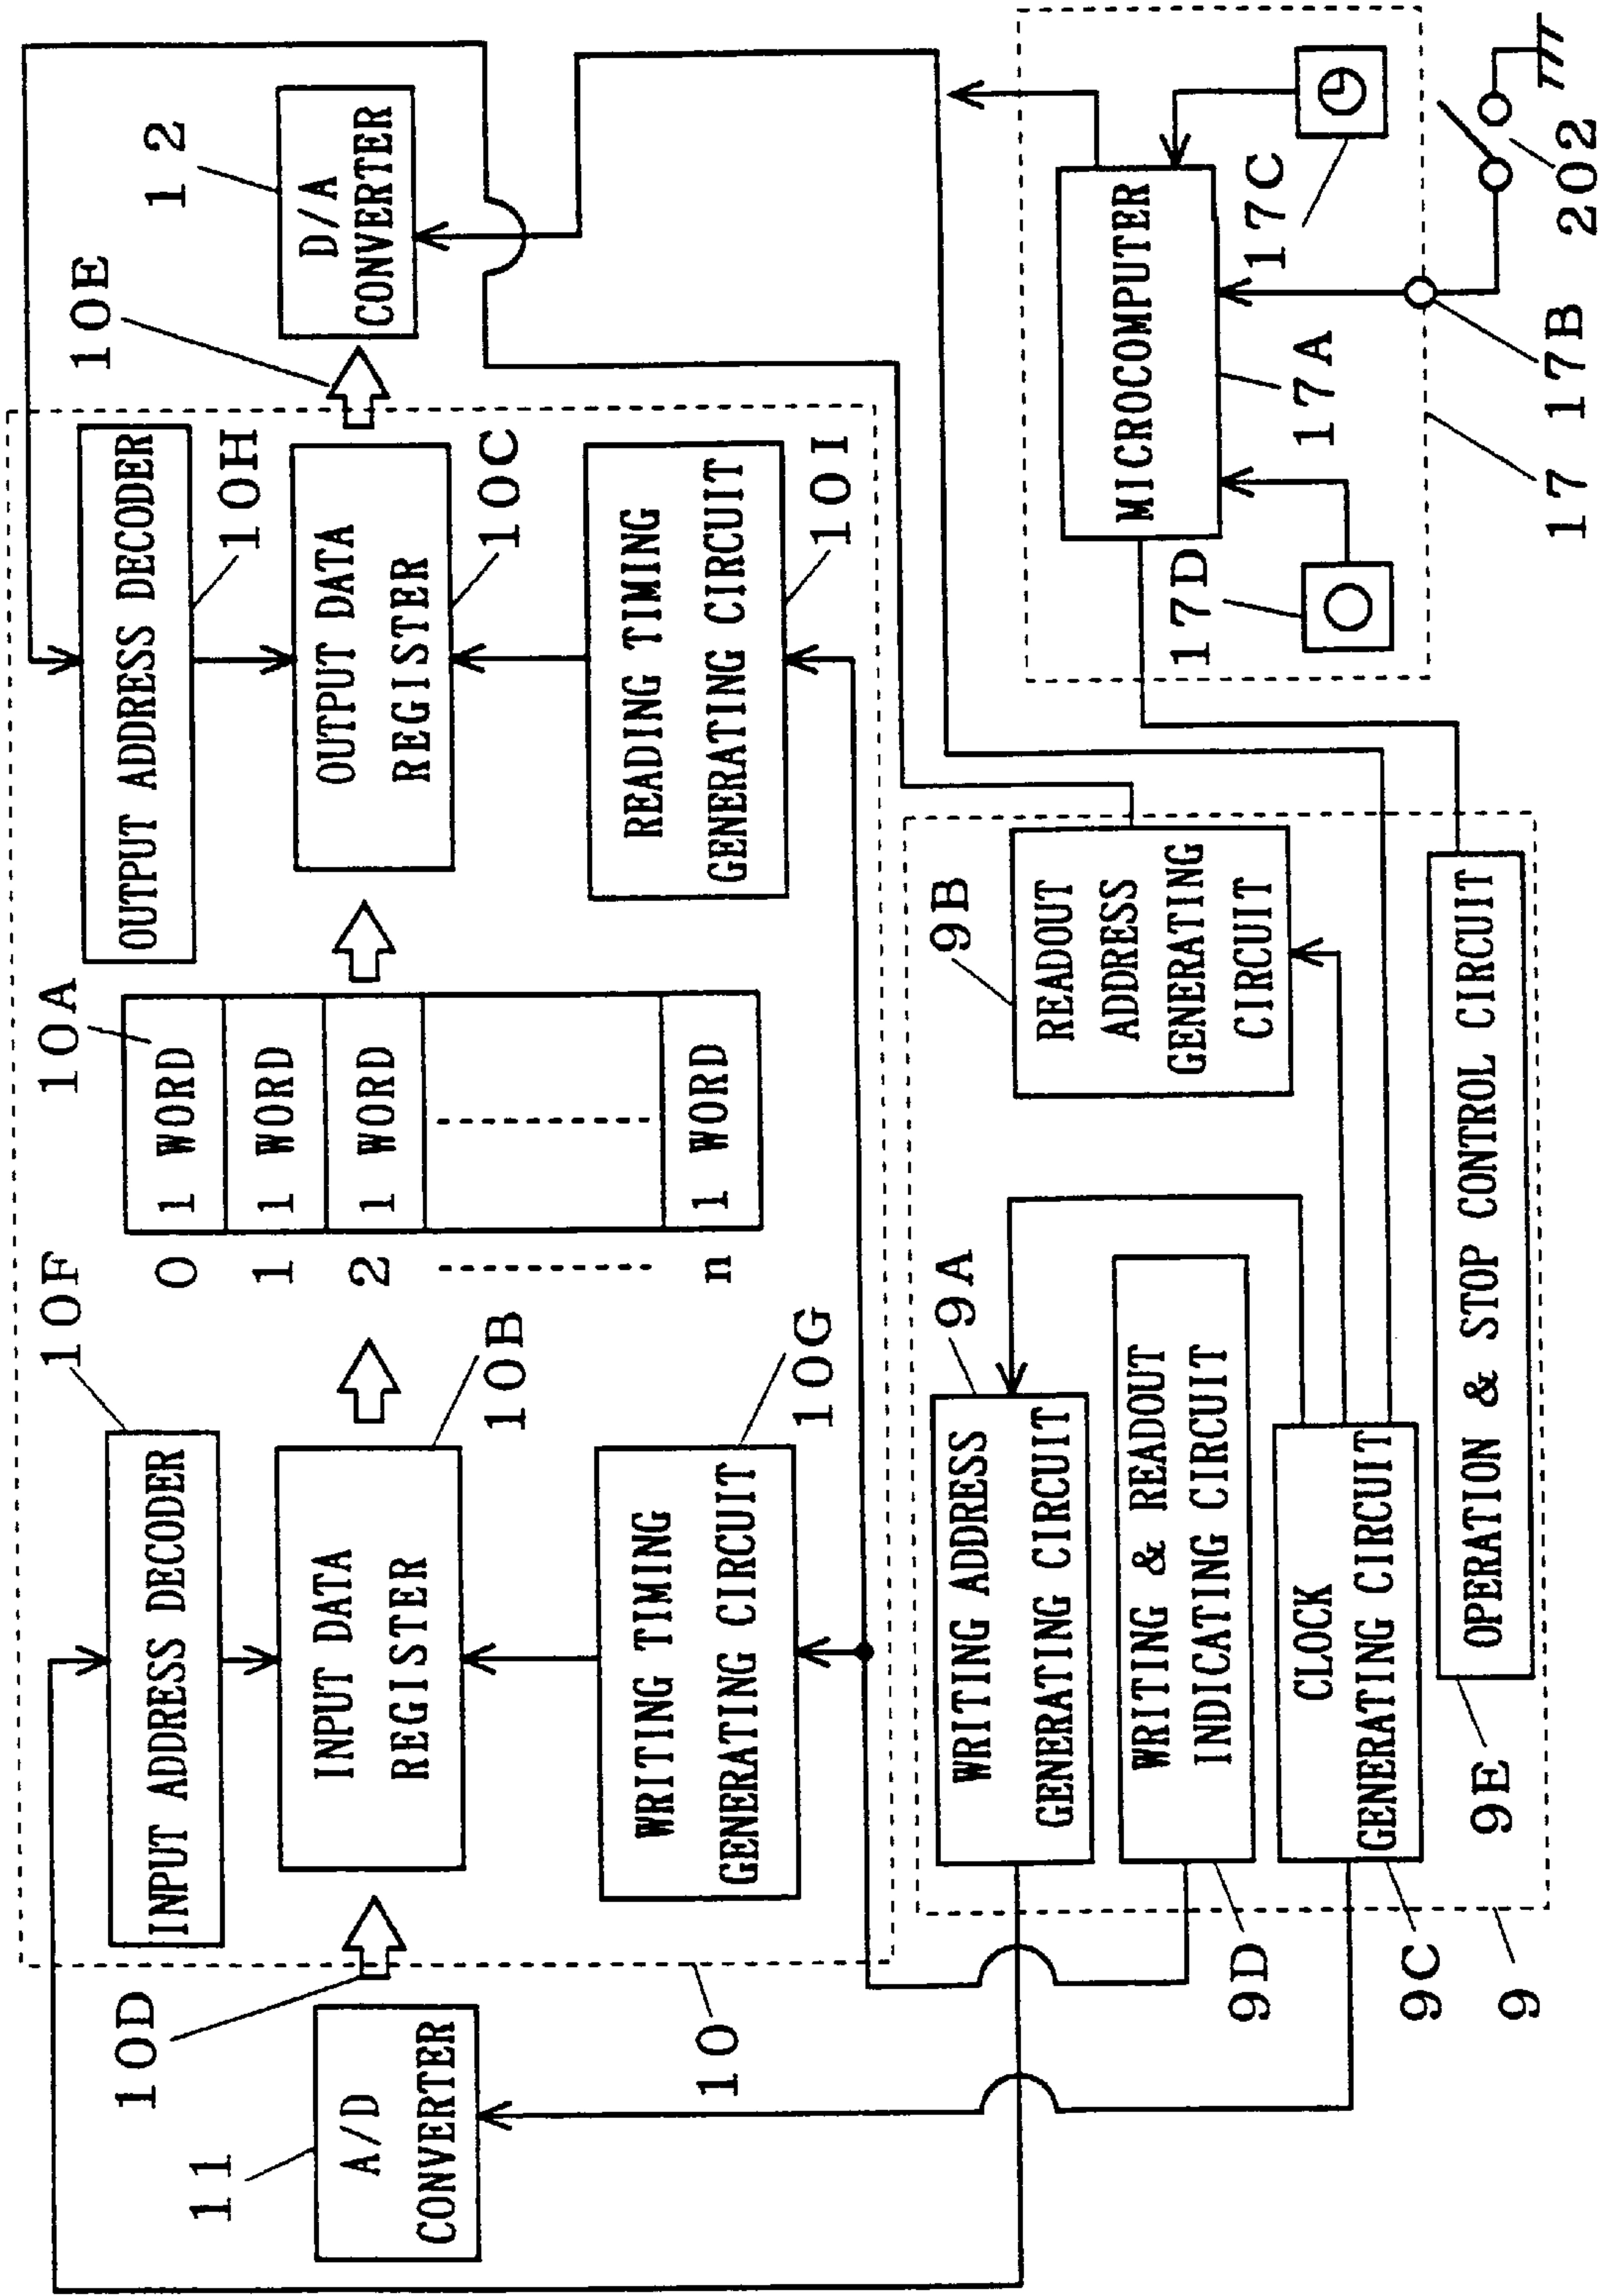 10D
10F
10A
10E
12
11
A/D
CONVERTER
INPUT ADDRESS DECODER
INPUT DATA
REGISTER
10B
WRITING TIMING
GENERATING CIRCUIT
10G
0
1 WORD
1
1 WORD
2
1 WORD
n
1 WORD
OUTPUT ADDRESS DECODER
10H
OUTPUT DATA
REGISTER
10C
READING TIMING
GENERATING CIRCUIT
10I
D/A
CONVERTER
10
9A
WRITING ADDRESS
GENERATING CIRCUIT
WRITING & READOUT
INDICATING CIRCUIT
9D
CLOCK
GENERATING CIRCUIT
9C
9B
READOUT
ADDRESS
GENERATING
CIRCUIT
OPERATION & STOP CONTROL CIRCUIT
9E
9
MICROCOMPUTER
17D
17A
17C
17
17B
202